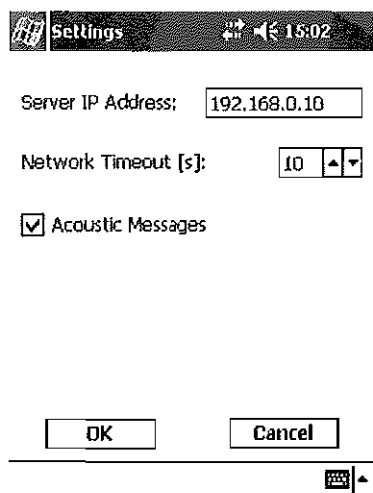 Settings 15:02
Server IP Address: 192.168.0.10
Network Timeout [s]: 10
Acoustic Messages
OK Cancel